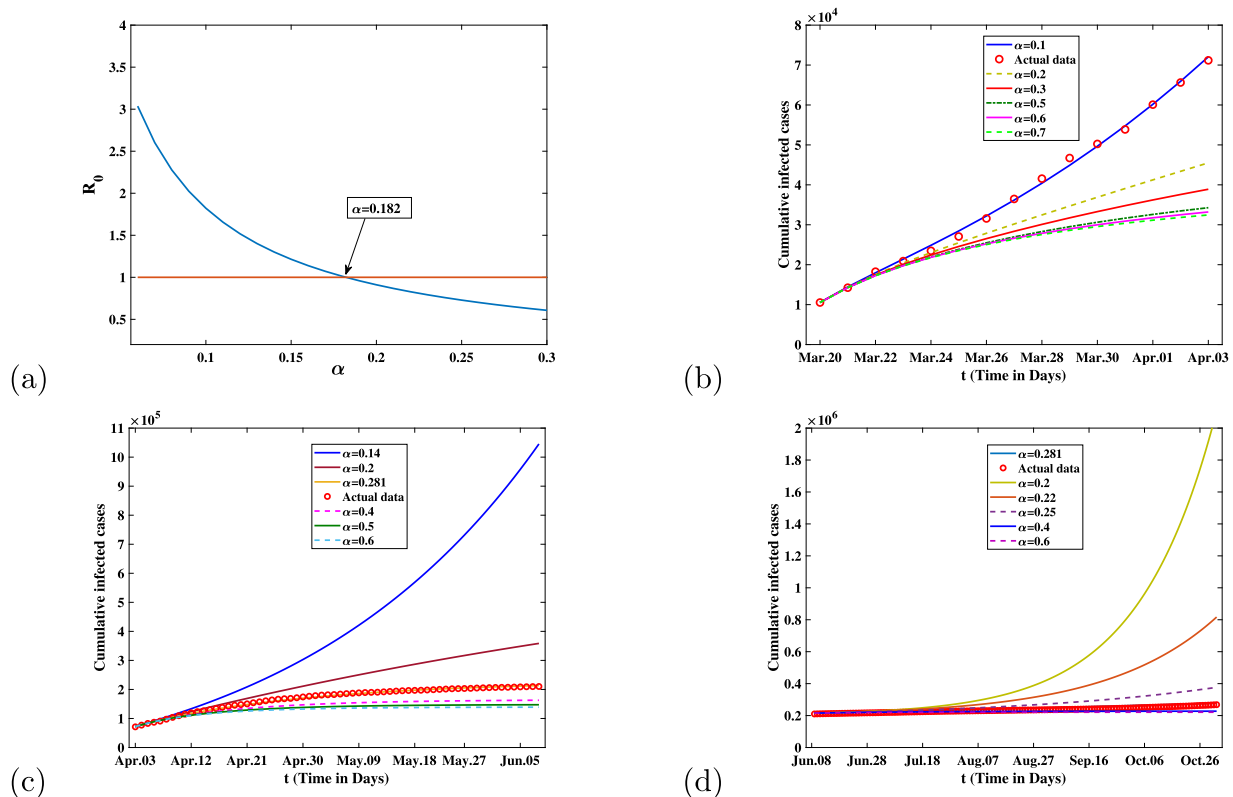 4
3.5
3
2.5
2
1.5
1
0.5
R0
α=0.182
0.1 0.15 0.2 0.25 0.3
α
(a)
×10^4
8
7
6
5
4
3
2
1
0
Cumulative infected cases
α=0.1
Actual data
α=0.2
α=0.3
α=0.5
α=0.6
α=0.7
Mar.20 Mar.22 Mar.24 Mar.26 Mar.28 Mar.30 Apr.01 Apr.03
t (Time in Days)
(b)
×10^5
11
10
9
8
7
6
5
4
3
2
1
0
Cumulative infected cases
α=0.14
α=0.2
α=0.281
Actual data
α=0.4
α=0.5
α=0.6
Apr.03 Apr.12 Apr.21 Apr.30 May.09 May.18 May.27 Jun.05
t (Time in Days)
(c)
×10^6
2
1.8
1.6
1.4
1.2
1
0.8
0.6
0.4
0.2
0
Cumulative infected cases
α=0.281
Actual data
α=0.2
α=0.22
α=0.25
α=0.4
α=0.6
Jun.08 Jun.28 Jul.18 Aug.07 Aug.27 Sep.16 Oct.06 Oct.26
t (Time in Days)
(d)